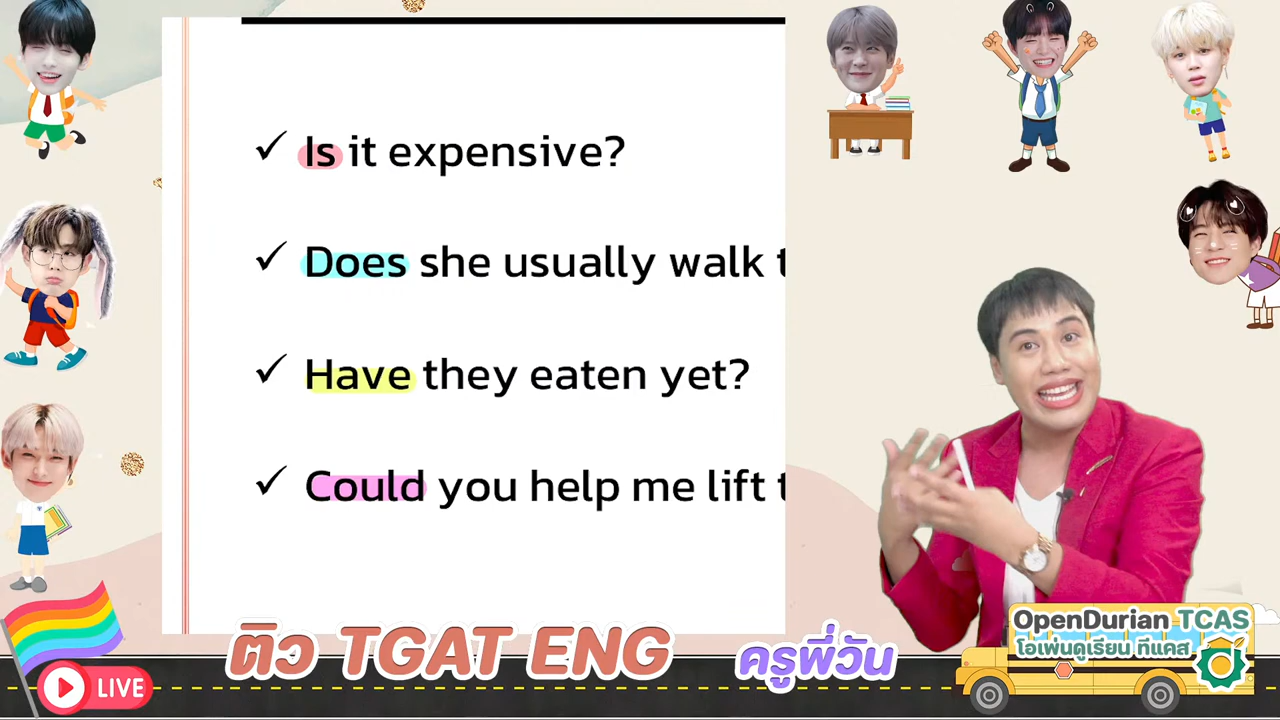 ✓ Is it expensive?
✓ Does she usually walk
✓ Have they eaten yet?
✓ Could you help me lift
ติว TGAT ENG
ครูพี่วัน
OpenDurian TCAS
โอเพ่นดูเรียน ทีแคส
LIVE